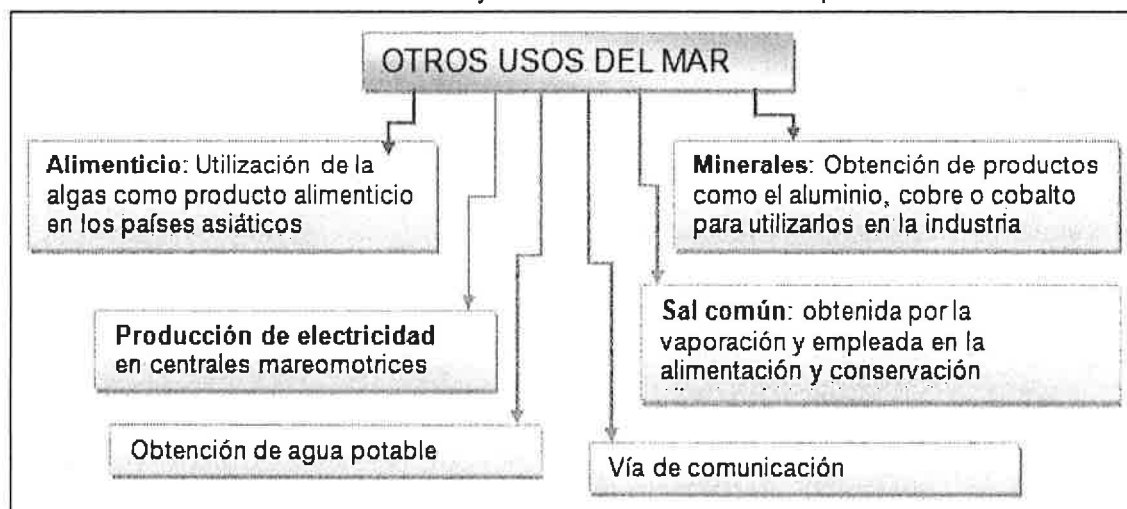 y
OTROS USOS DEL MAR
Alimenticio: Utilización de la
algas como producto alimenticio
en los países asiáticos
Minerales: Obtención de productos
como el aluminio, cobre o cobalto
para utilizarlos en la industria
Producción de electricidad
en centrales mareomotrices
Sal común: obtenida por la
vaporación y empleada en la
alimentación y conservación
Obtención de agua potable
Vía de comunicación